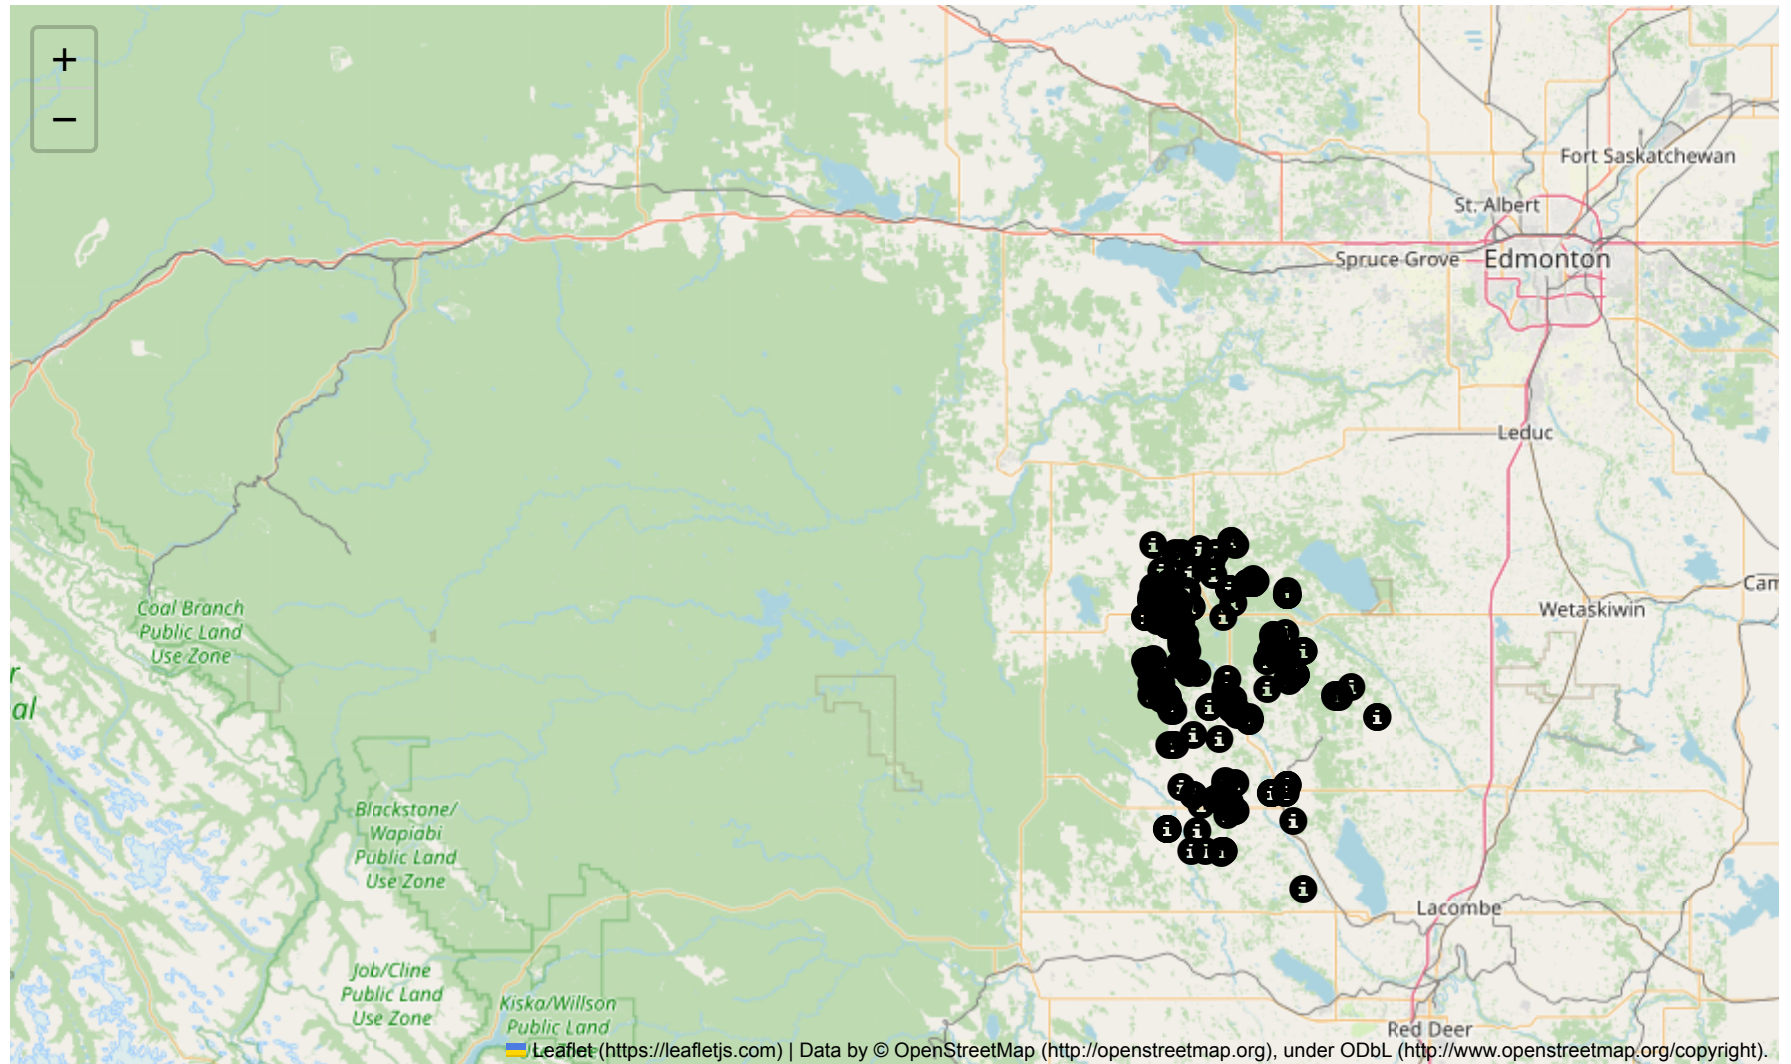 +
−
Fort Saskatchewan
St. Albert
Spruce Grove
Edmonton
Leduc
Coal Branch
Public Land
Use Zone
Wetaskiwin
Cam
r
al
Blackstone/
Wapiabi
Public Land
Use Zone
Lacombe
Job/Cline
Public Land
Use Zone
Kiska/Willson
Public Land
Red Deer
Leaflet (https://leafletjs.com) | Data by © OpenStreetMap (http://openstreetmap.org), under ODbL (http://www.openstreetmap.org/copyright).